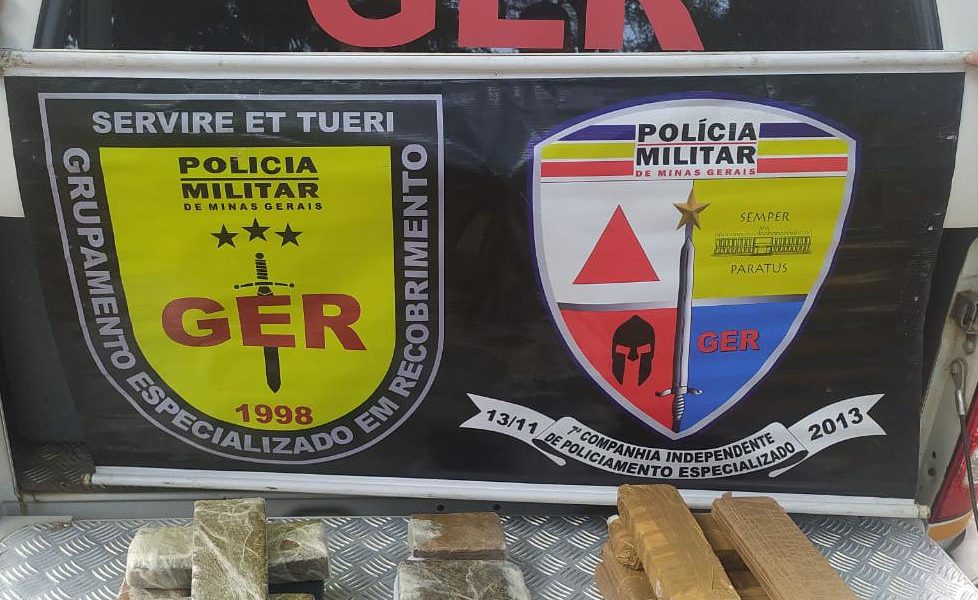 GER
SERVIRE ET TUERI
GRUPAMENTO ESPECIALIZADO EM RECOBRIMENTO
POLICIA
MILITAR
DE MINAS GERAIS
GER
1998
POLÍCIA
MILITAR
DE MINAS GERAIS
SEMPER
PARATUS
GER
13/11
7ª COMPANHIA INDEPENDENTE
DE POLICIAMENTO ESPECIALIZADO
2013